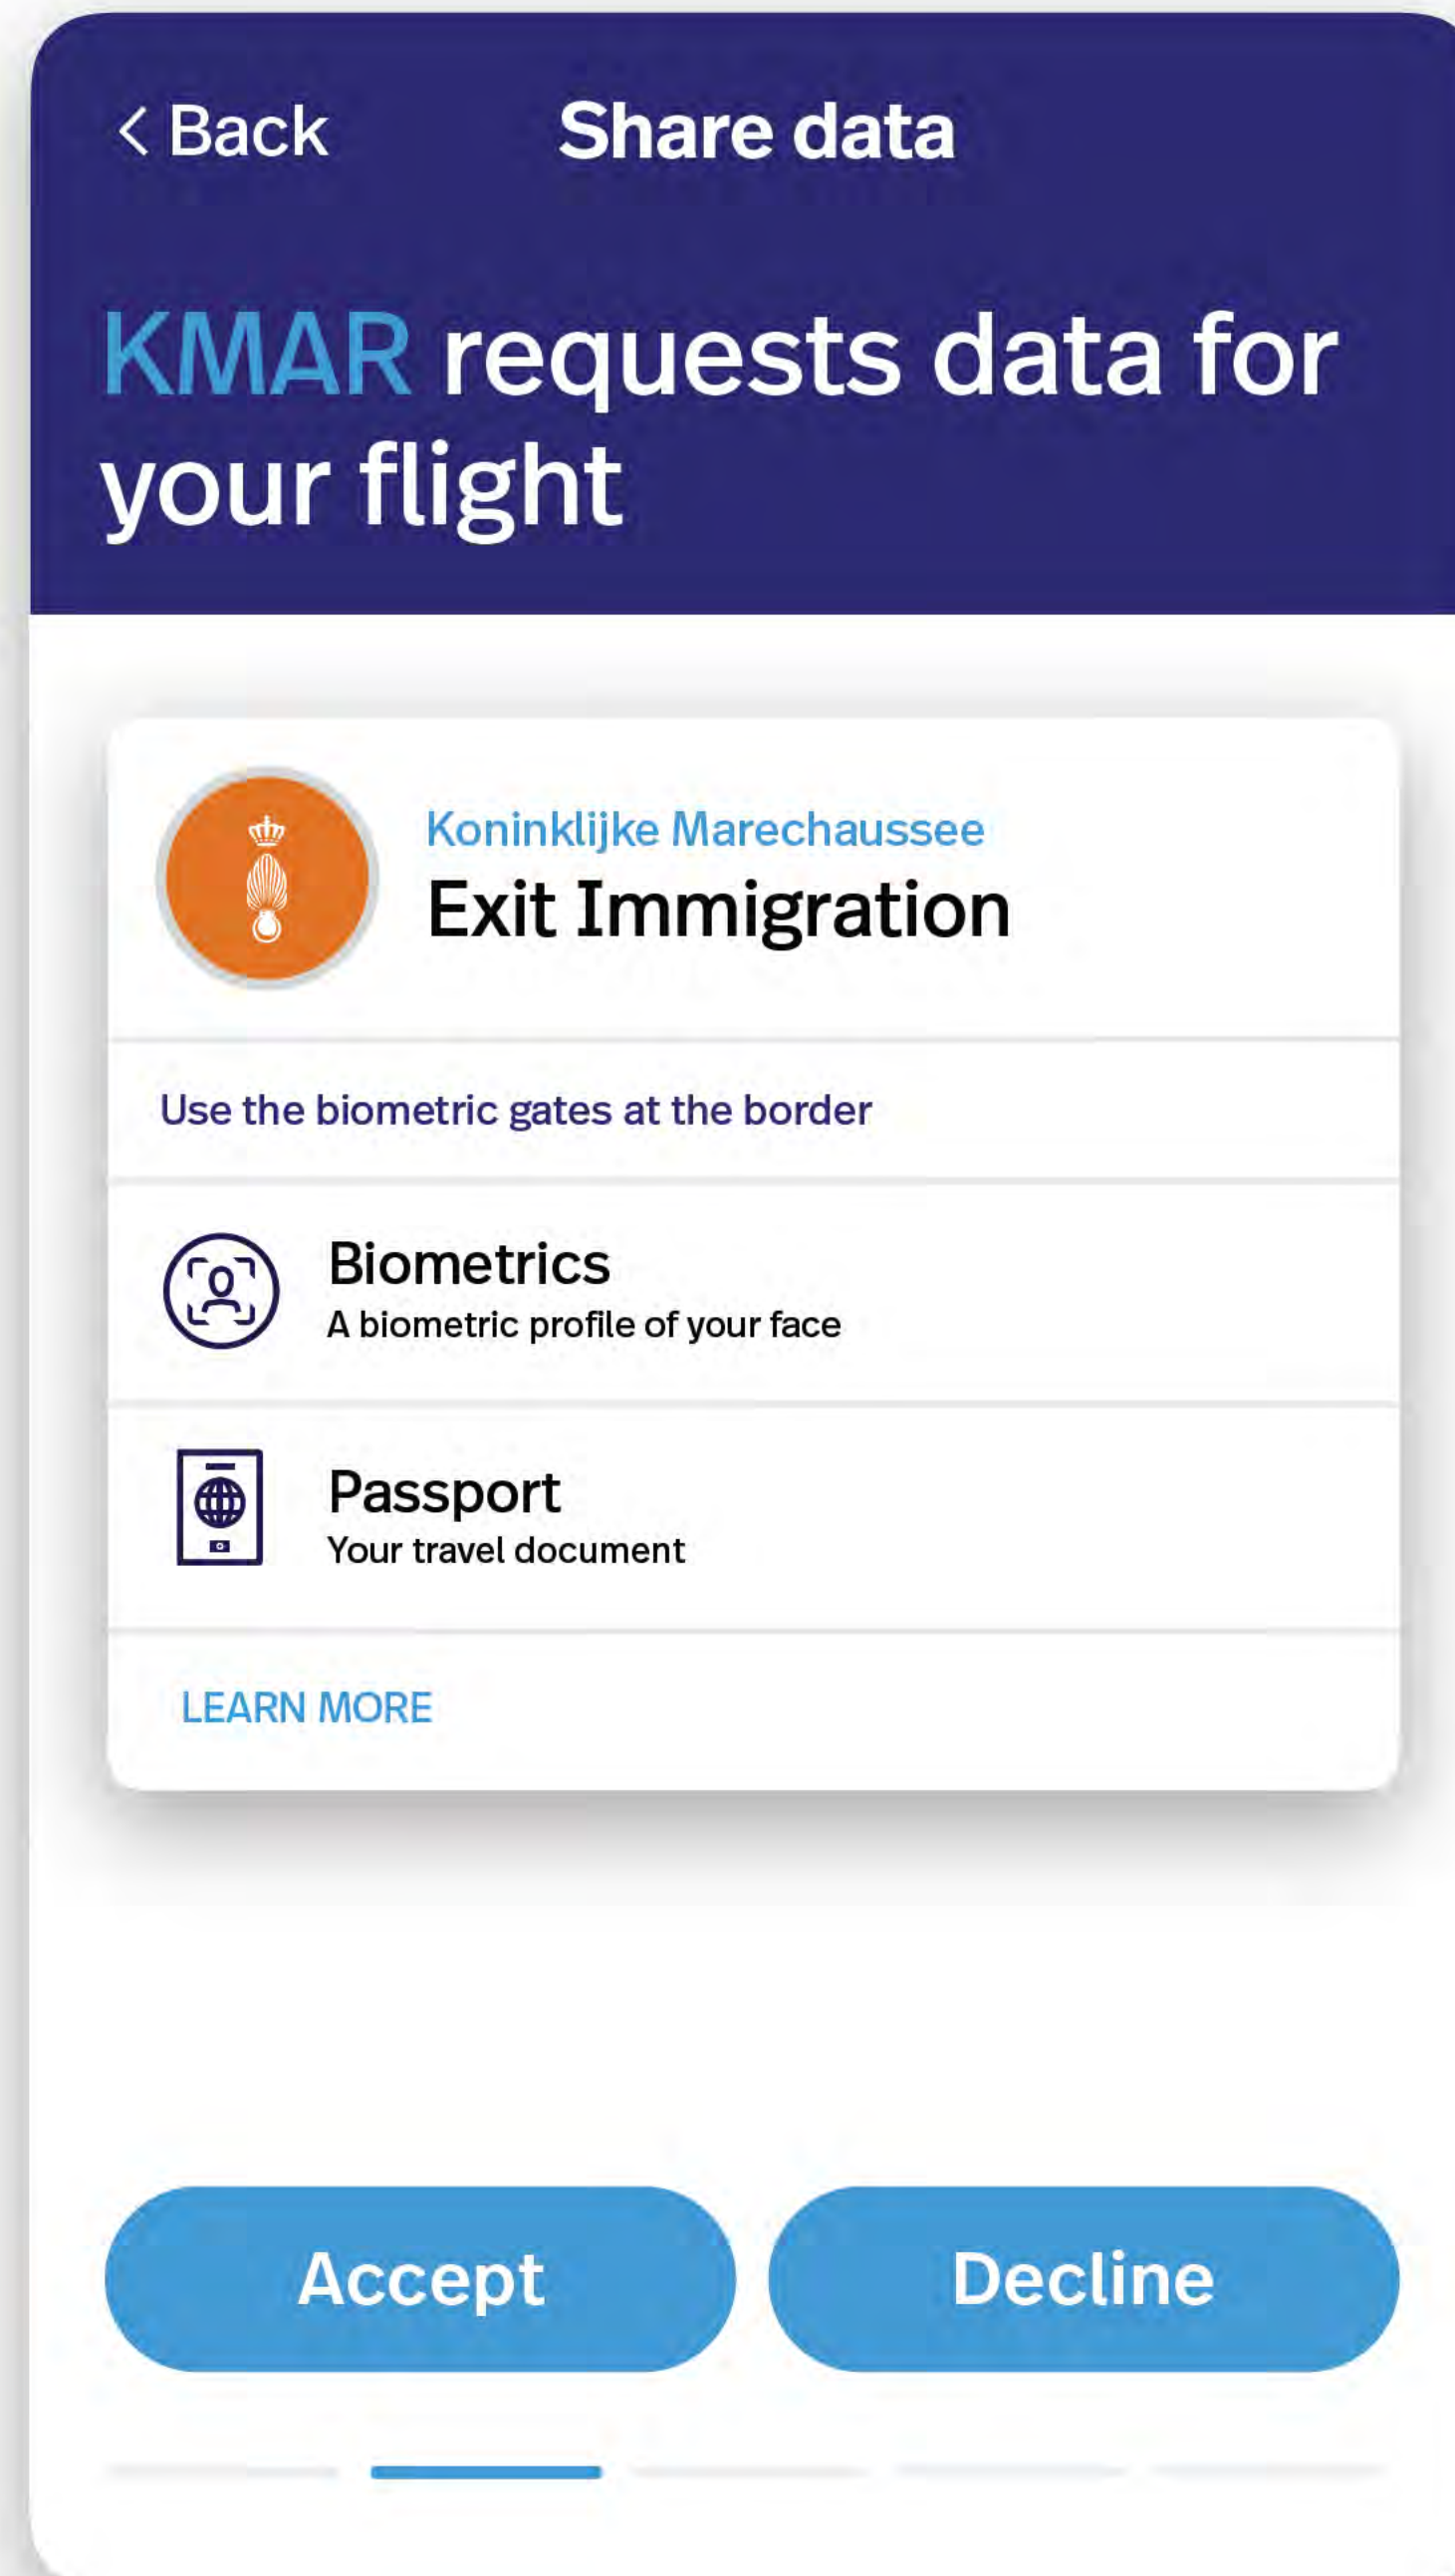 < Back
Share data
KMAR requests data for
your flight
Koninklijke Marechaussee
Exit Immigration
Use the biometric gates at the border
Biometrics
A biometric profile of your face
Passport
Your travel document
LEARN MORE
Accept
Decline